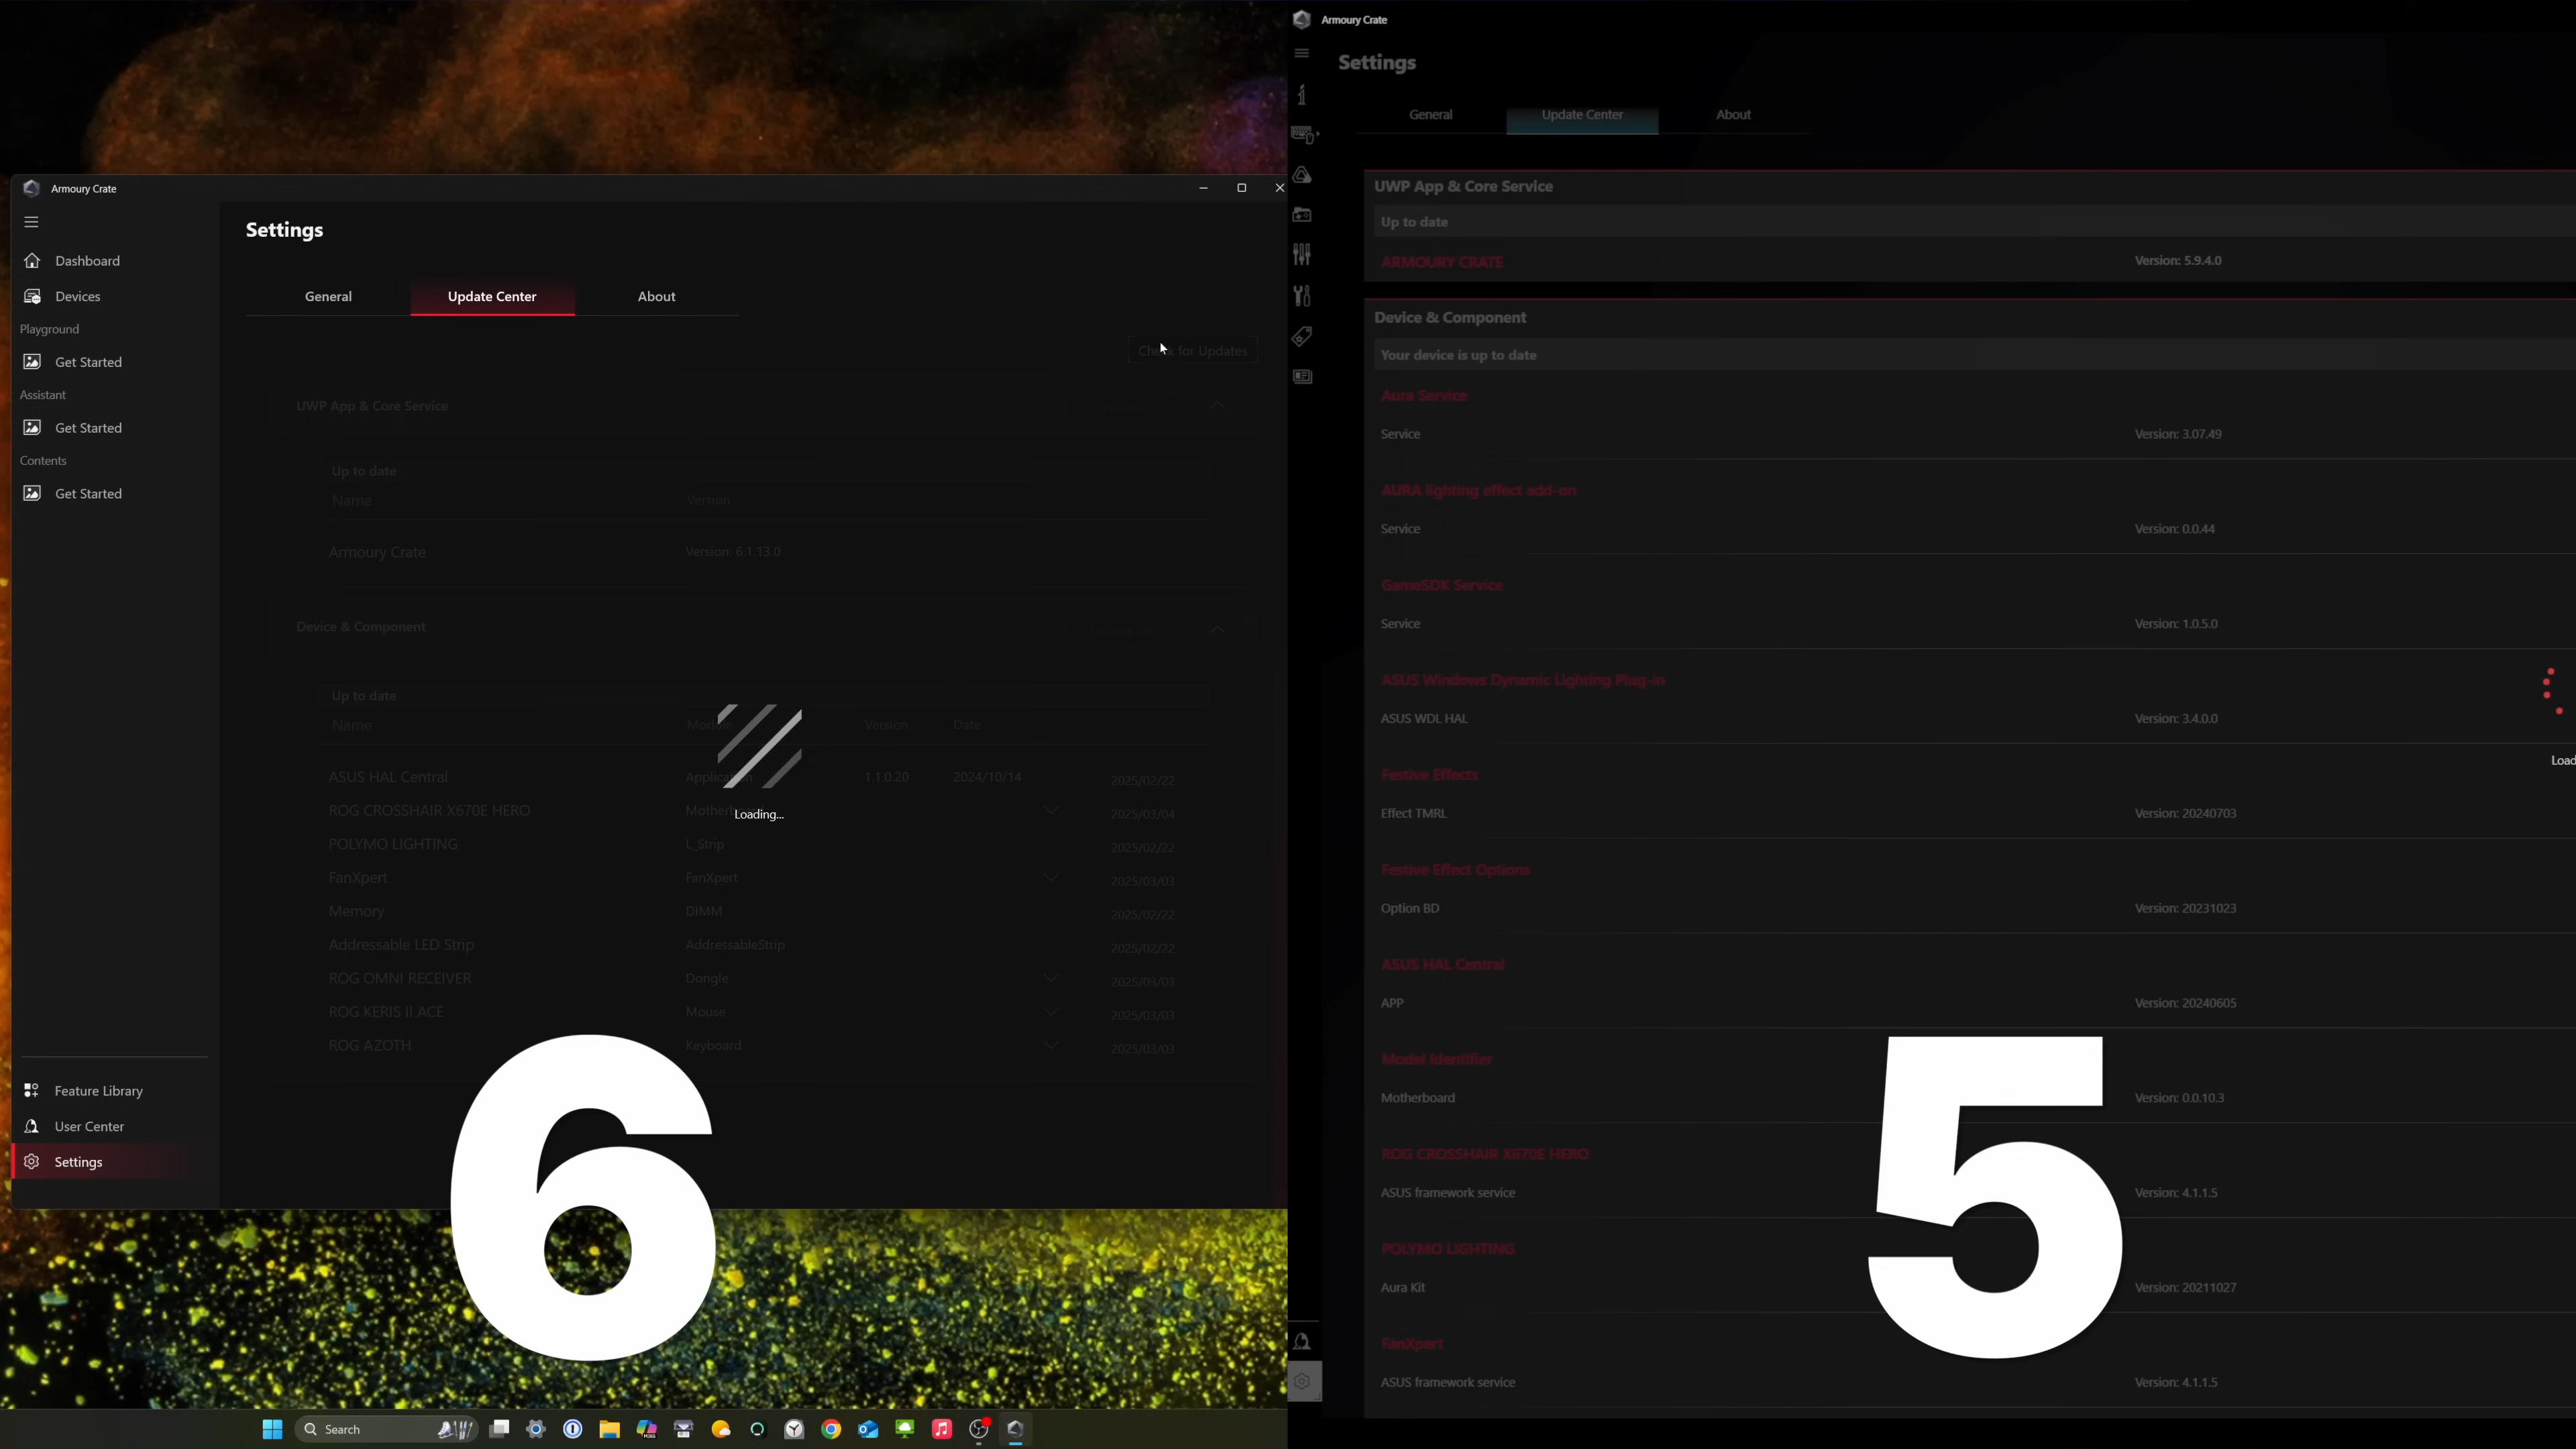 Armoury Crate
Settings
Dashboard
Devices
Playground
Get Started
Assistant
Get Started
Contents
Get Started
General
Update Center
About
Check for Updates
UWP App & Core Service
Up to date
Name Version
Armoury Crate Version: 6.1.13.0
Device & Component
Up to date
Name Module Version Date
ASUS HAL Central Application 1.1.0.20 2024/10/14 2025/02/22
ROG CROSSHAIR X670E HERO Motherboard 2025/03/04
POLYMO LIGHTING L_Strip 2025/02/22
FanXpert FanXpert 2025/03/03
Memory DIMM 2025/02/22
Addressable LED Strip AddressableStrip 2025/02/22
ROG OMNI RECEIVER Dongle 2025/03/03
ROG KERIS II ACE Mouse 2025/03/03
ROG AZOTH Keyboard 2025/03/03
Loading...
Feature Library
User Center
Settings
6
Search
Armoury Crate
Settings
General
Update Center
About
UWP App & Core Service
Up to date
ARMOURY CRATE Version: 5.9.4.0
Device & Component
Your device is up to date
Aura Service
Service Version: 3.07.49
AURA lighting effect add-on
Service Version: 0.0.44
GameSDK Service
Service Version: 1.0.5.0
ASUS Windows Dynamic Lighting Plug-in
ASUS WDL HAL Version: 3.4.0.0
Load
Festive Effects
Effect TMRL Version: 20240703
Festive Effect Options
Option BD Version: 20231023
ASUS HAL Central
APP Version: 20240605
Model Identifier
Motherboard Version: 0.0.10.3
ROG CROSSHAIR X670E HERO
ASUS framework service Version: 4.1.1.5
POLYMO LIGHTING
Aura Kit Version: 20211027
FanXpert
ASUS framework service Version: 4.1.1.5
5